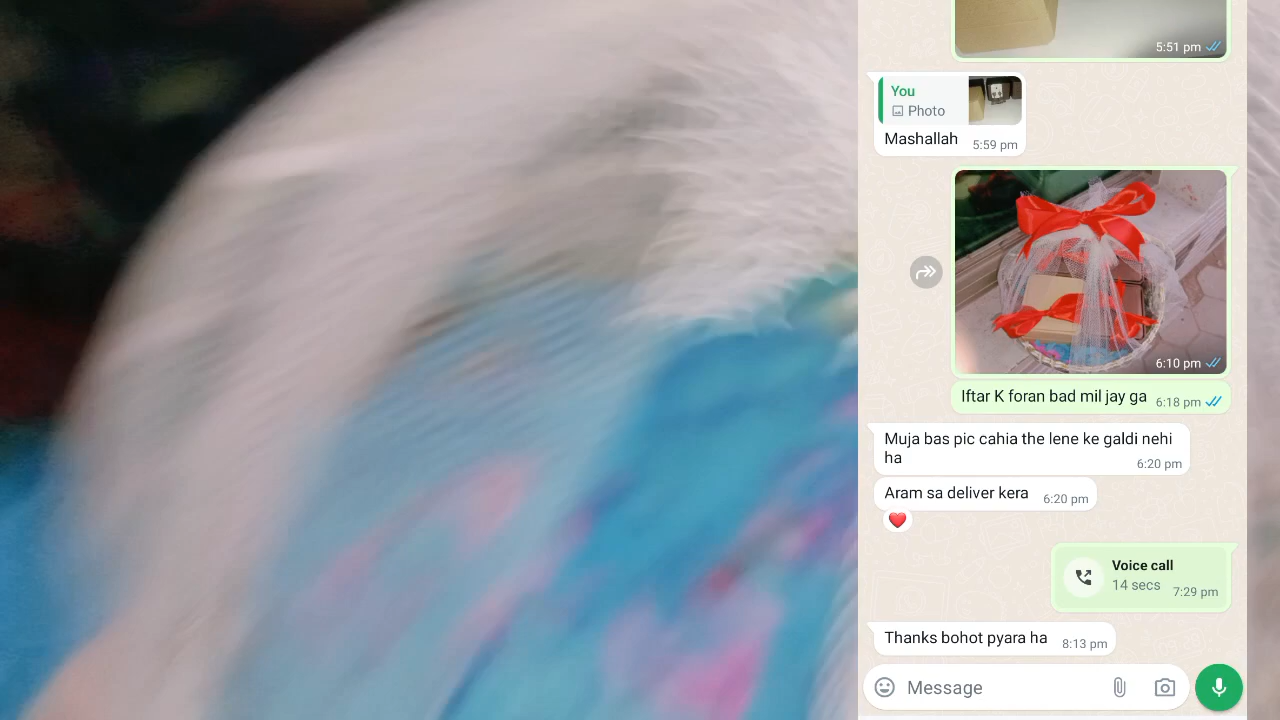 5:51 pm
You
Photo
Mashallah
5:59 pm
6:10 pm
Iftar K foran bad mil jay ga
6:18 pm
Muja bas pic cahia the lene ke galdi nehi
ha
6:20 pm
Aram sa deliver kera
6:20 pm
Voice call
14 secs
7:29 pm
Thanks bohot pyara ha
8:13 pm
Message